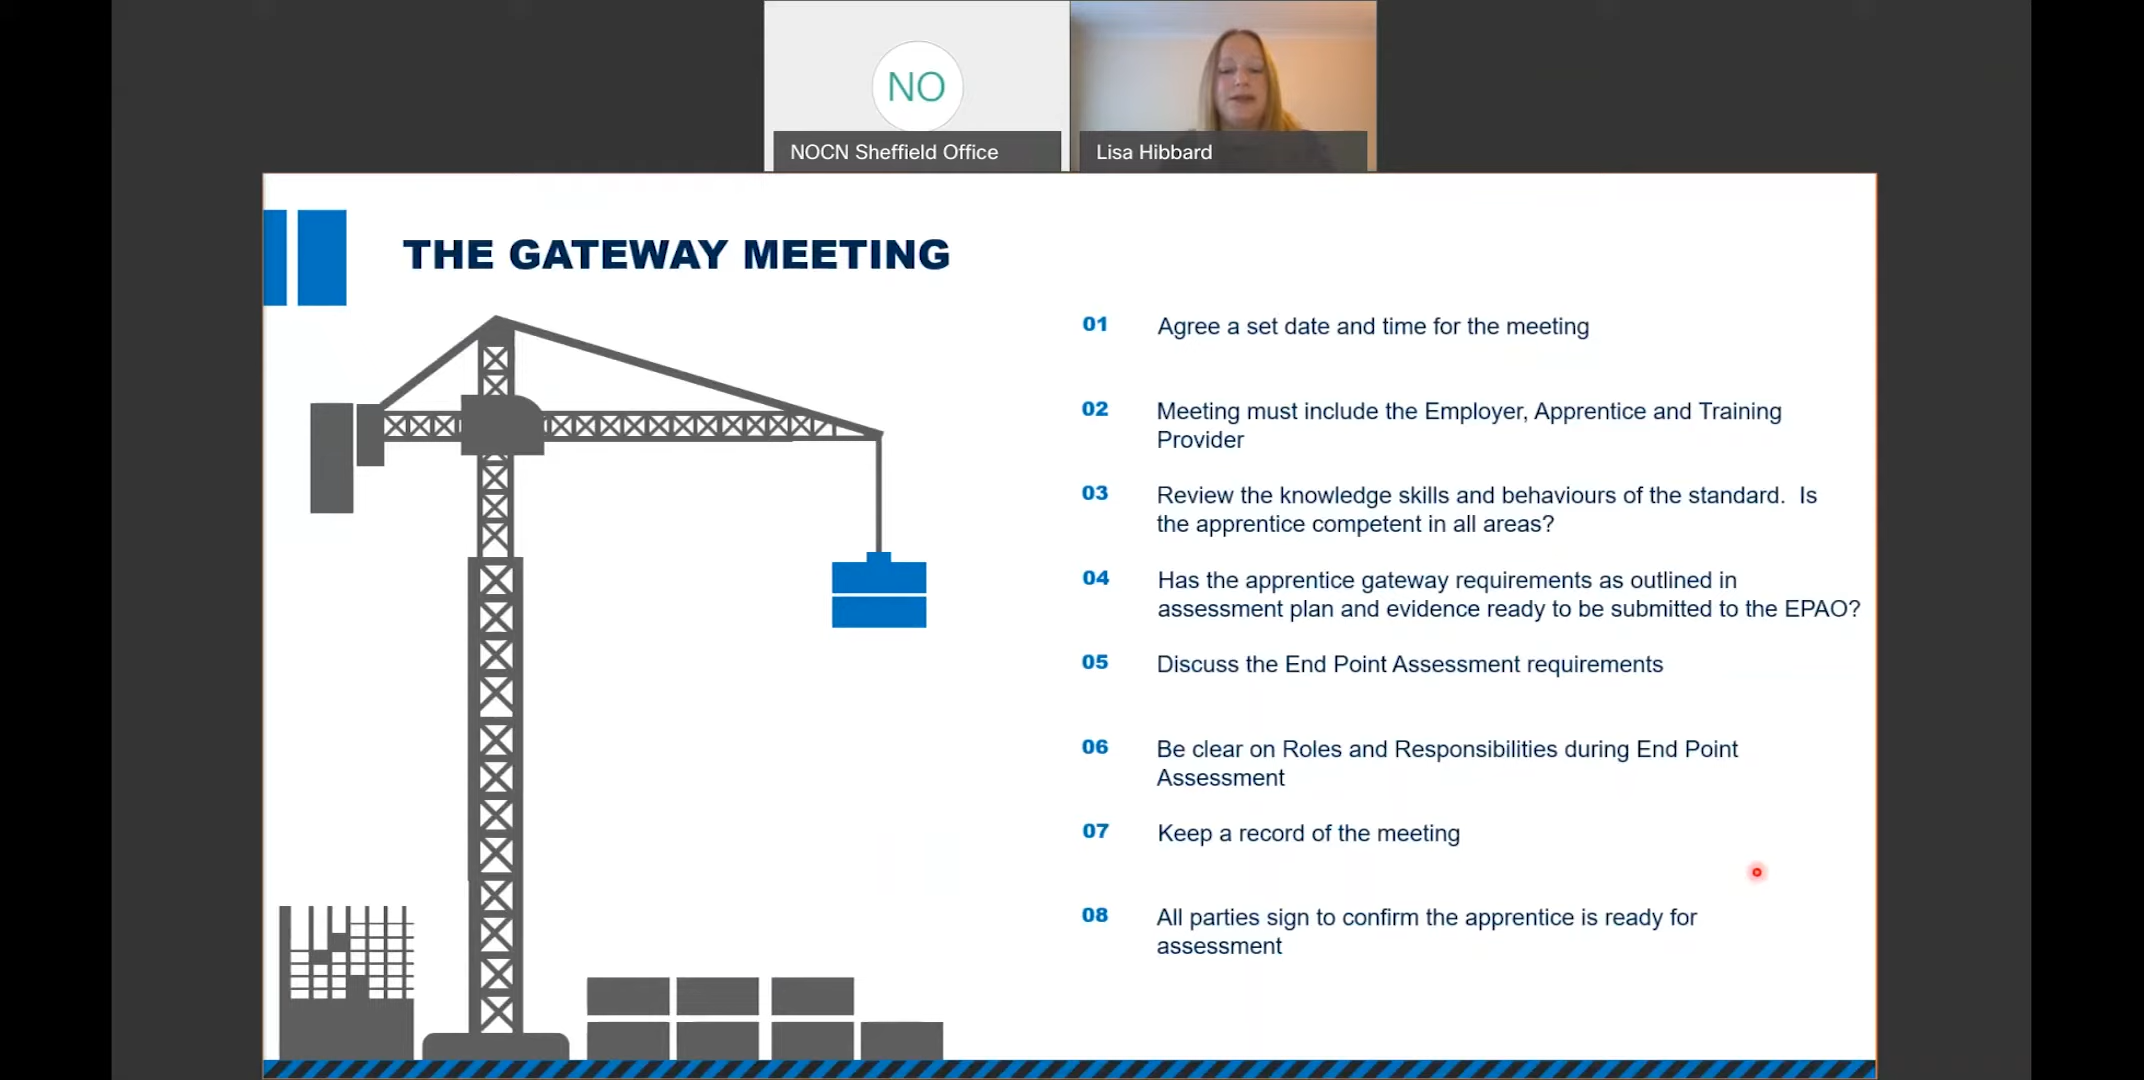 NO
NOCN Sheffield Office
Lisa Hibbard
THE GATEWAY MEETING
01 Agree a set date and time for the meeting
02 Meeting must include the Employer, Apprentice and Training
Provider
03 Review the knowledge skills and behaviours of the standard. Is
the apprentice competent in all areas?
04 Has the apprentice gateway requirements as outlined in
assessment plan and evidence ready to be submitted to the EPAO?
05 Discuss the End Point Assessment requirements
06 Be clear on Roles and Responsibilities during End Point
Assessment
07 Keep a record of the meeting
08 All parties sign to confirm the apprentice is ready for
assessment